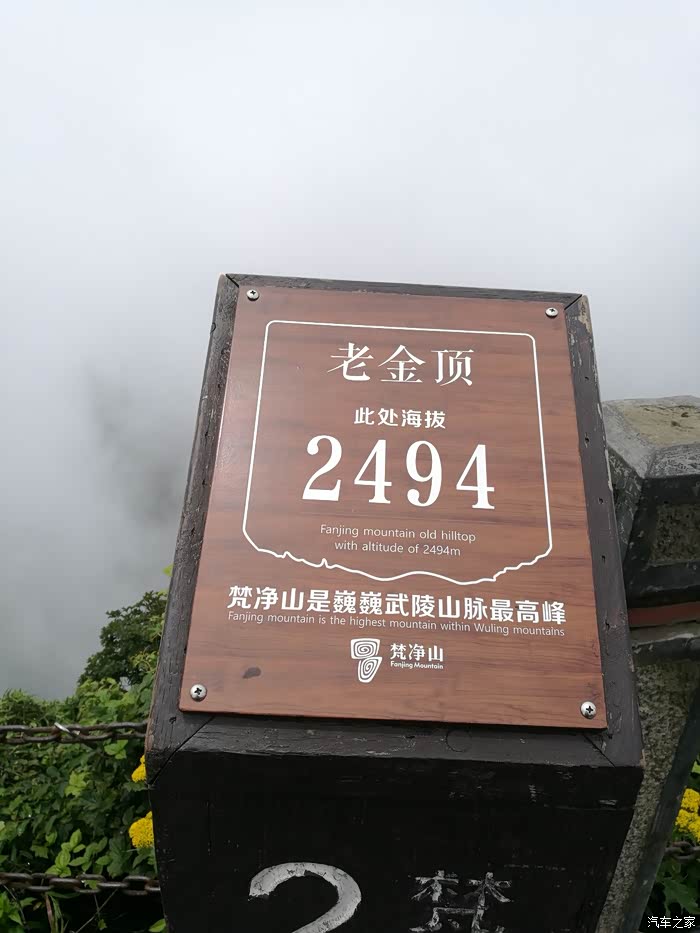 老金顶
此处海拔
2494
Fanjing mountain old hilltop
with altitude of 2494m
梵净山是巍巍武陵山脉最高峰
Fanjing mountain is the highest mountain within Wuling mountains
梵净山
Fanjing Mountain
2 梵
汽车之家